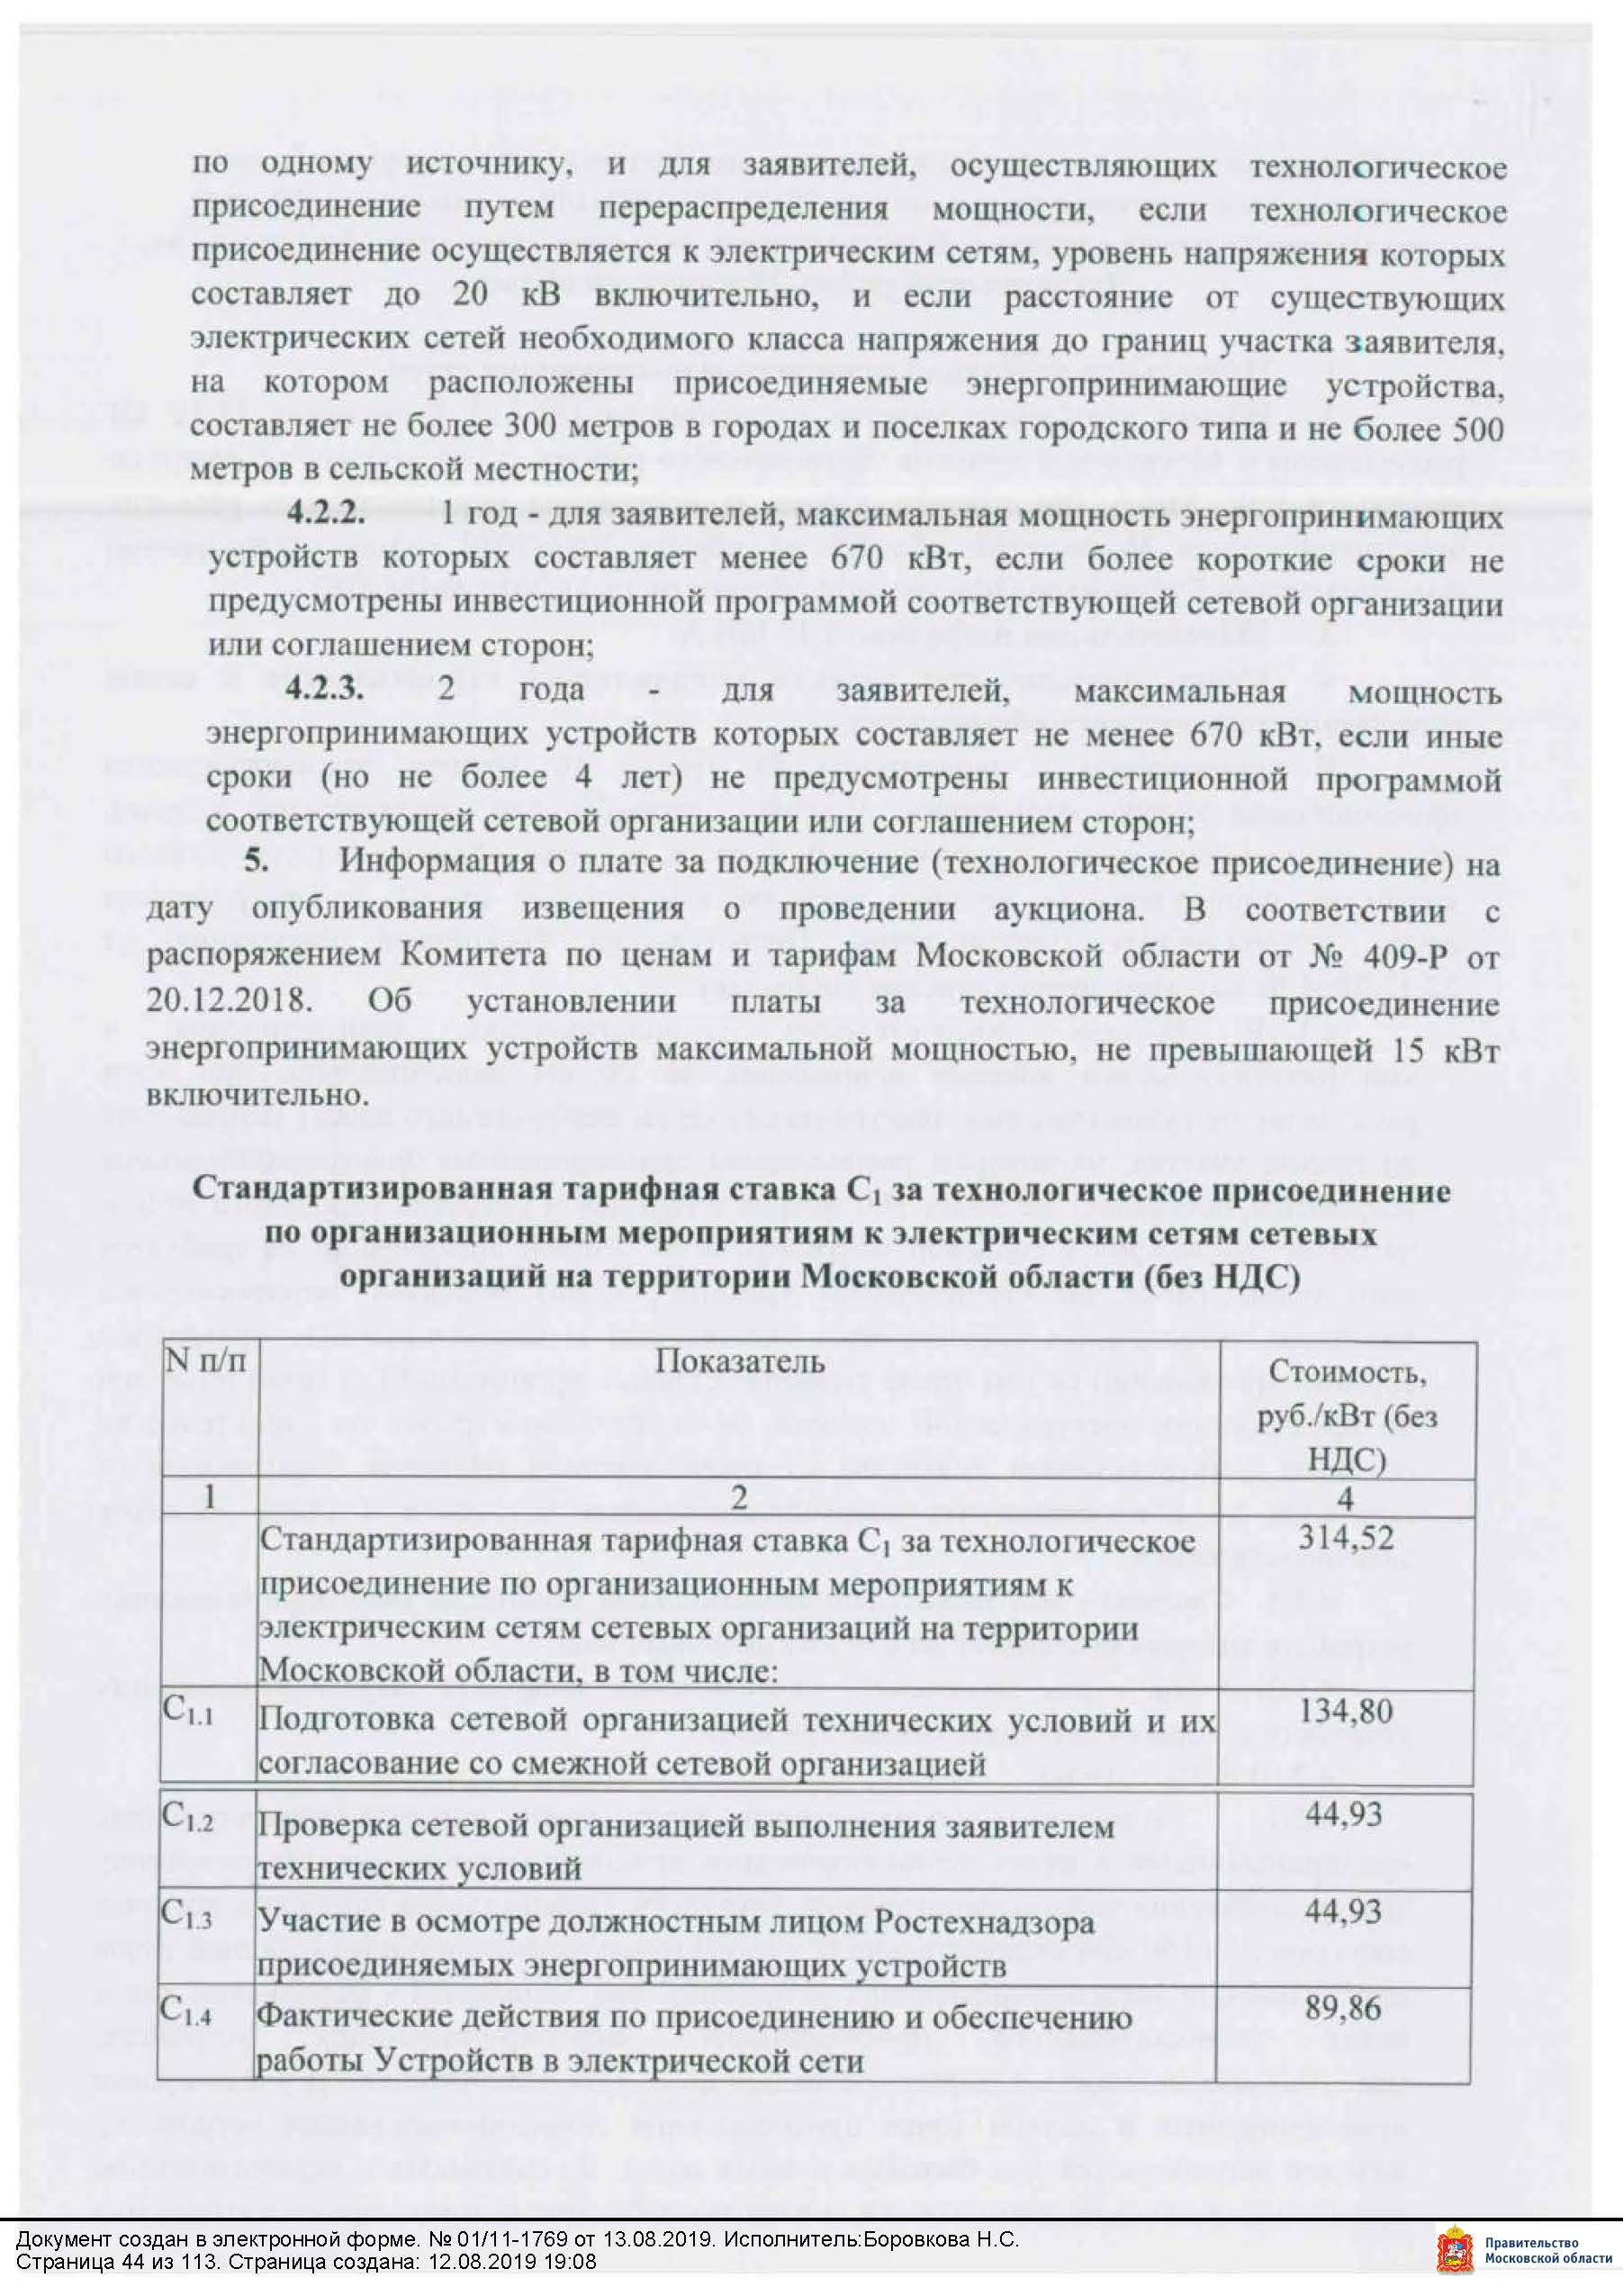 по одному источнику, и для заявителей, осуществляющих технологическое
присоединение путем перераспределения мощности, если технологическое
присоединение осуществляется к электрическим сетям, уровень напряжения которых
составляет до 20 кВ включительно, и если расстояние от существующих
электрических сетей необходимого класса напряжения до границ участка заявителя,
на котором расположены присоединяемые энергопринимающие устройства,
составляет не более 300 метров в городах и поселках городского типа и не более 500
метров в сельской местности;
4.2.2. 1 год - для заявителей, максимальная мощность энергопринимающих
устройств которых составляет менее 670 кВт, если более короткие сроки не
предусмотрены инвестиционной программой соответствующей сетевой организации
или соглашением сторон;
4.2.3. 2 года - для заявителей, максимальная мощность
энергопринимающих устройств которых составляет не менее 670 кВт, если иные
сроки (но не более 4 лет) не предусмотрены инвестиционной программой
соответствующей сетевой организации или соглашением сторон;
5. Информация о плате за подключение (технологическое присоединение) на
дату опубликования извещения о проведении аукциона. В соответствии с
распоряжением Комитета по ценам и тарифам Московской области от № 409-Р от
20.12.2018. Об установлении платы за технологическое присоединение
энергопринимающих устройств максимальной мощностью, не превышающей 15 кВт
включительно.
Стандартизированная тарифная ставка С1 за технологическое присоединение
по организационным мероприятиям к электрическим сетям сетевых
организаций на территории Московской области (без НДС)
N п/п Показатель Стоимость,
руб./кВт (без
НДС)
1 2 4
Стандартизированная тарифная ставка С1 за технологическое 314,52
присоединение по организационным мероприятиям к
электрическим сетям сетевых организаций на территории
Московской области, в том числе:
С1.1 Подготовка сетевой организацией технических условий и их 134,80
согласование со смежной сетевой организацией
С1.2 Проверка сетевой организацией выполнения заявителем 44,93
технических условий
С1.3 Участие в осмотре должностным лицом Ростехнадзора 44,93
присоединяемых энергопринимающих устройств
С1.4 Фактические действия по присоединению и обеспечению 89,86
работы Устройств в электрической сети
Документ создан в электронной форме. № 01/11-1769 от 13.08.2019. Исполнитель:Боровкова Н.С.
Страница 44 из 113. Страница создана: 12.08.2019 19:08
Правительство
Московской области